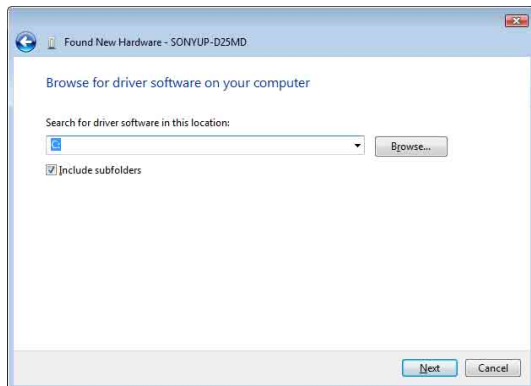 Found New Hardware - SONYUP-D25MD
Browse for driver software on your computer
Search for driver software in this location:
C:
Browse...
Include subfolders
Next
Cancel